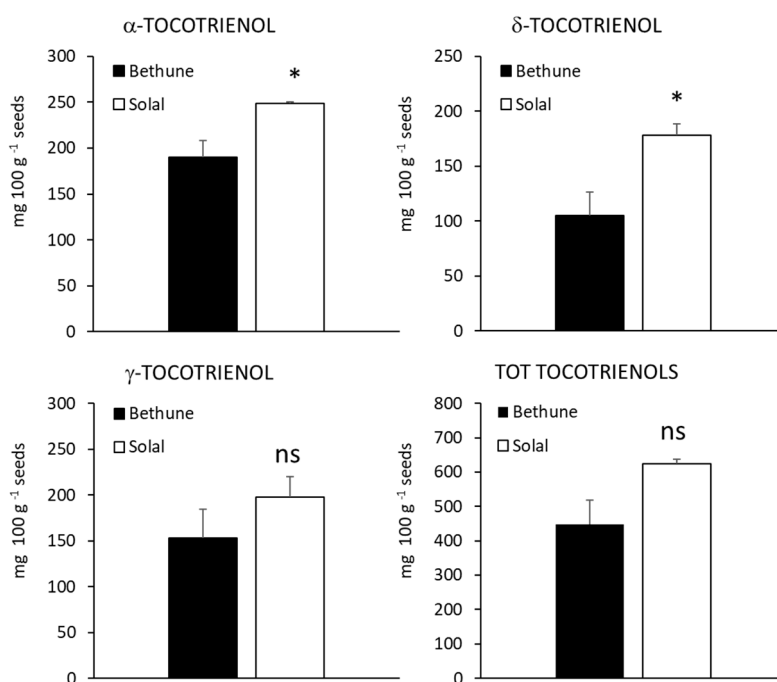 α-TOCOTRIENOL
300
250
200
150
100
50
0
mg 100 g -1 seeds
Bethune
Solal
*
δ-TOCOTRIENOL
250
200
150
100
50
0
mg 100 g -1 seeds
Bethune
Solal
*
γ-TOCOTRIENOL
300
250
200
150
100
50
0
mg 100 g -1 seeds
Bethune
Solal
ns
TOT TOCOTRIENOLS
800
700
600
500
400
300
200
100
0
mg 100 g -1 seeds
Bethune
Solal
ns